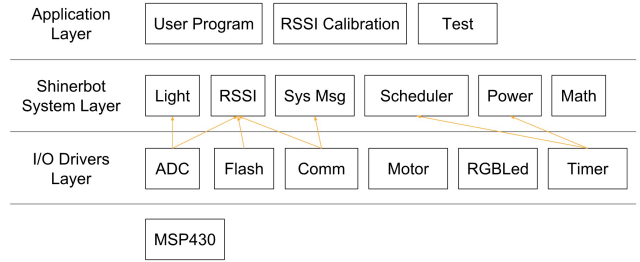 Application
Layer
User Program
RSSI Calibration
Test
Shinerbot
System Layer
Light
RSSI
Sys Msg
Scheduler
Power
Math
I/O Drivers
Layer
ADC
Flash
Comm
Motor
RGBLed
Timer
MSP430